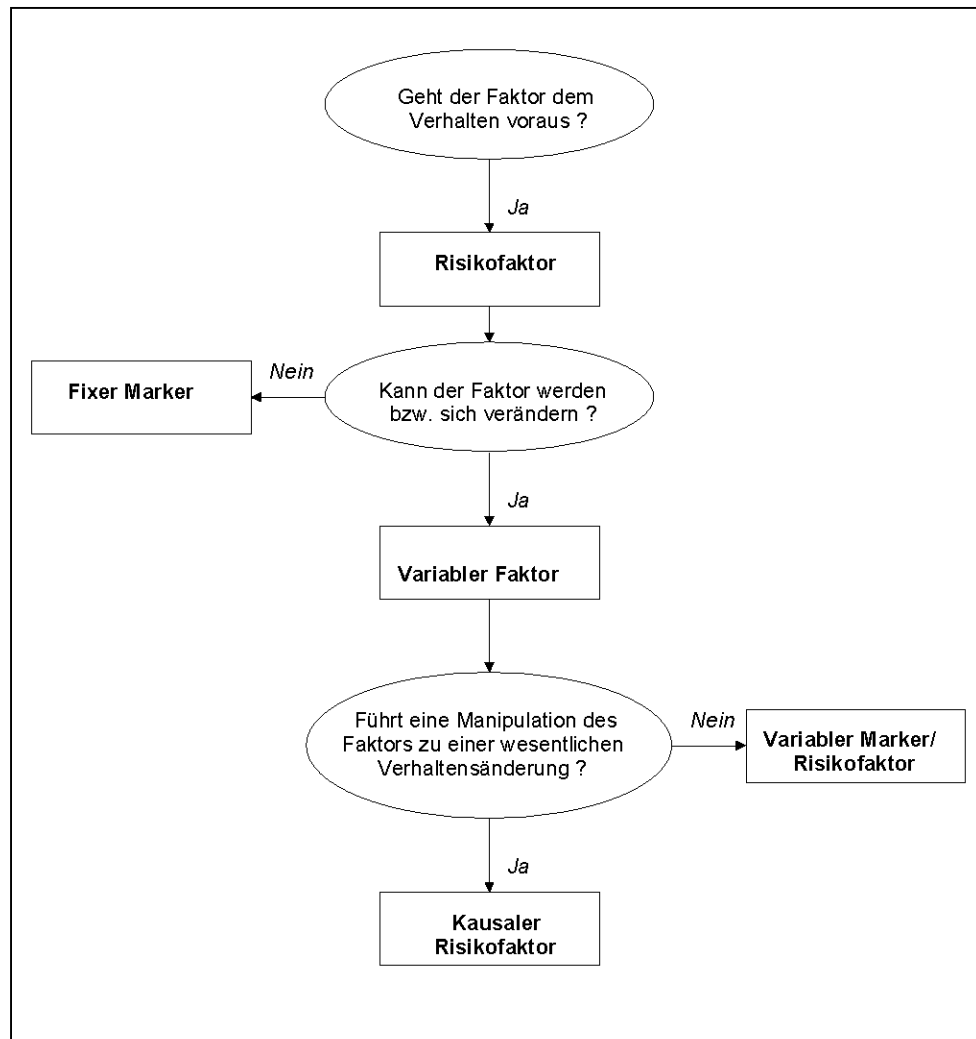 Geht der Faktor dem
Verhalten voraus ?
Ja
Risikofaktor
Nein
Fixer Marker
Kann der Faktor werden
bzw. sich verändern ?
Ja
Variabler Faktor
Führt eine Manipulation des
Faktors zu einer wesentlichen
Verhaltensänderung ?
Nein
Variabler Marker/
Risikofaktor
Ja
Kausaler
Risikofaktor